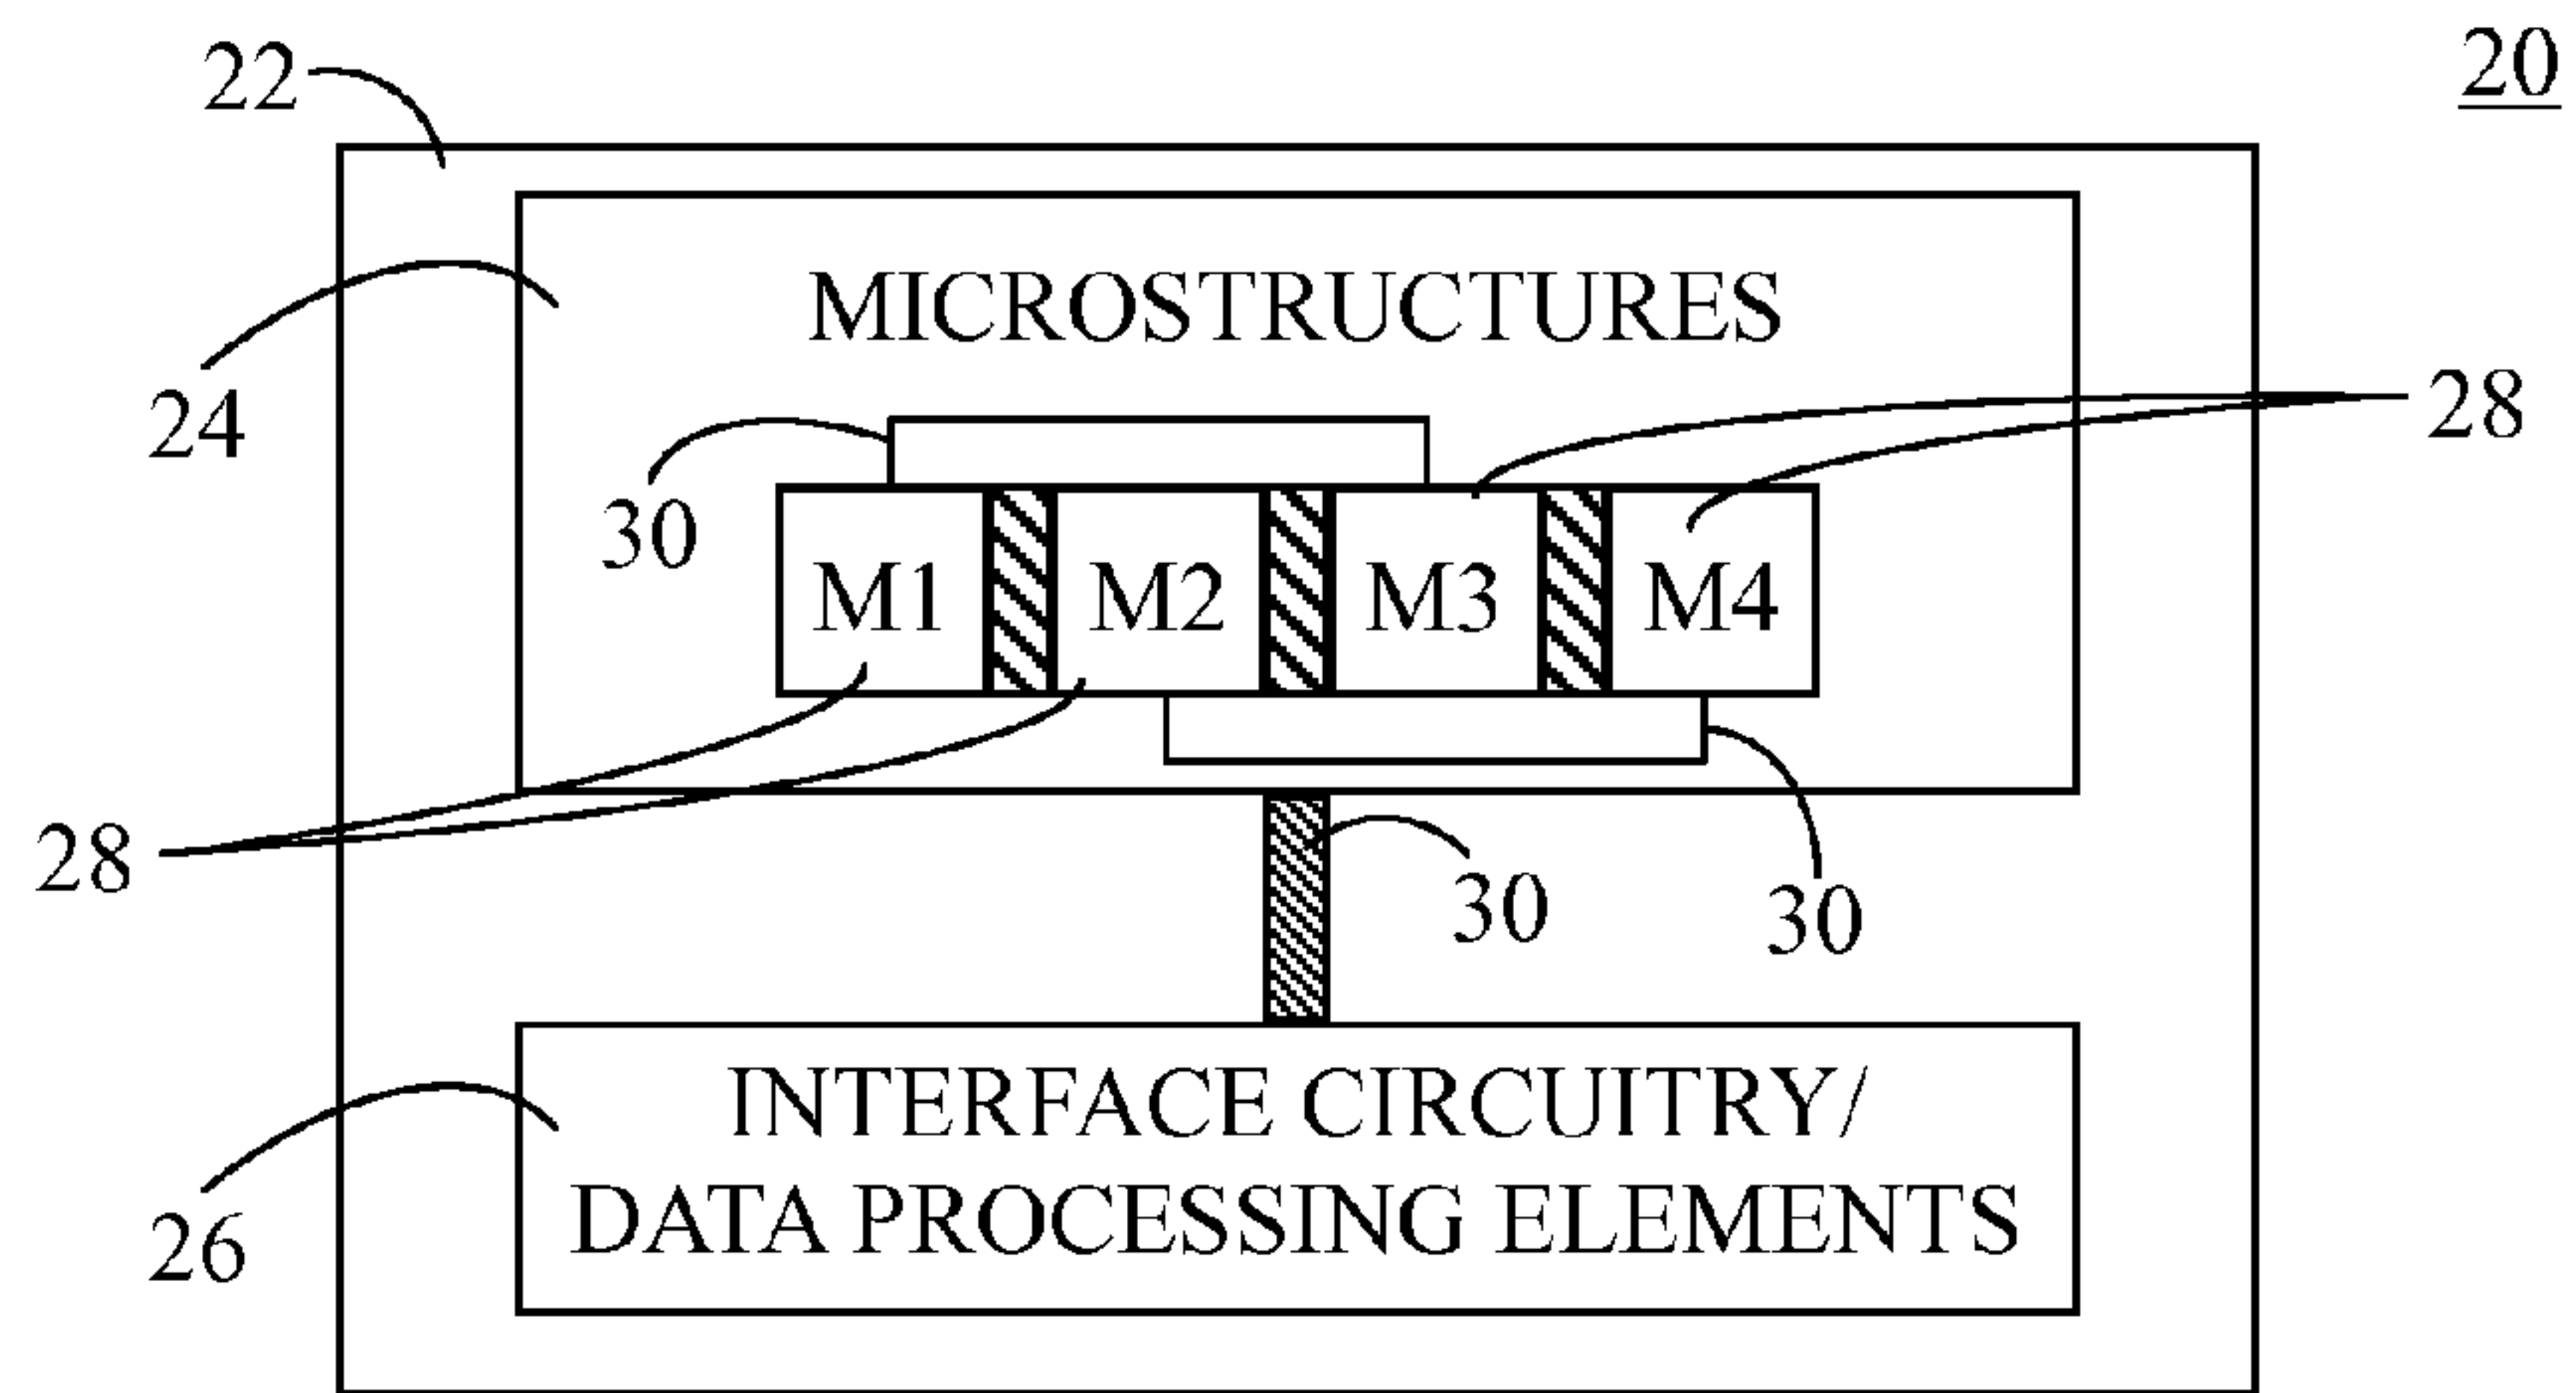 20
22
MICROSTRUCTURES
24
28
30
M1 M2 M3 M4
28
30
30
INTERFACE CIRCUITRY/
DATA PROCESSING ELEMENTS
26